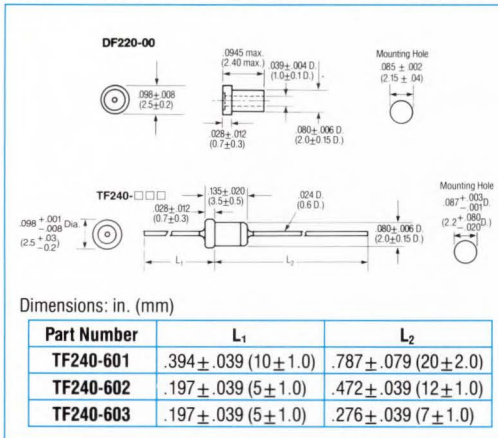 DF220-00
.0945 max.
(2.40 max.)
.039±.004 D.
(1.0±0.1 D.)
Mounting Hole
.085 ± .002
(2.15 ± .04)
.098±.008
(2.5±0.2)
.028±.012
(0.7±0.3)
.080±.006 D.
(2.0±0.15 D.)
TF240-□□□
.135±.020
(3.5±0.5)
.028±.012
(0.7±0.3)
.024 D.
(0.6 D.)
Mounting Hole
.087 +.003 -.001 D.
(2.2 +.080 -.020 D.)
.098 +.001 -.008 Dia.
(2.5 +.03 -0.2)
.080±.006 D.
(2.0±0.15 D.)
L₁ L₂
Dimensions: in. (mm)
Part Number L₁ L₂
TF240-601 .394±.039 (10±1.0) .787±.079 (20±2.0)
TF240-602 .197±.039 (5±1.0) .472±.039 (12±1.0)
TF240-603 .197±.039 (5±1.0) .276±.039 (7±1.0)